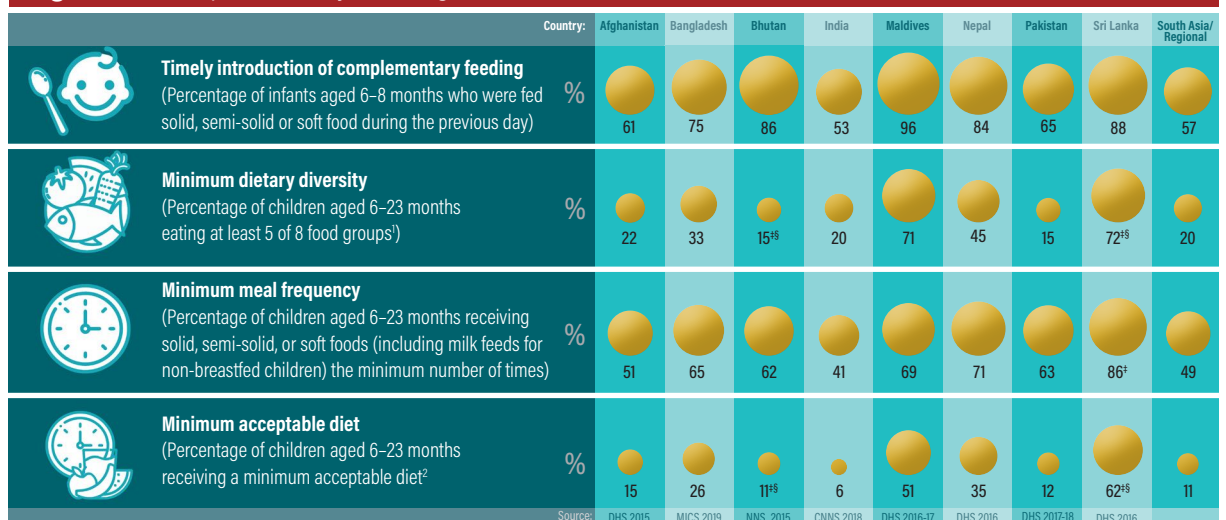 Country: Afghanistan Bangladesh Bhutan India Maldives Nepal Pakistan Sri Lanka South Asia/
Regional
Timely introduction of complementary feeding
(Percentage of infants aged 6–8 months who were fed
solid, semi-solid or soft food during the previous day)
%
61 75 86 53 96 84 65 88 57
Minimum dietary diversity
(Percentage of children aged 6–23 months
eating at least 5 of 8 food groups¹)
%
22 33 15‡§ 20 71 45 15 72‡§ 20
Minimum meal frequency
(Percentage of children aged 6–23 months receiving
solid, semi-solid, or soft foods (including milk feeds for
non-breastfed children) the minimum number of times)
%
51 65 62 41 69 71 63 86‡ 49
Minimum acceptable diet
(Percentage of children aged 6–23 months
receiving a minimum acceptable diet²
%
15 26 11‡§ 6 51 35 12 62‡§ 11
Source: DHS 2015 MICS 2019 NNS, 2015 CNNS 2018 DHS 2016-17 DHS 2016 DHS 2017-18 DHS 2016